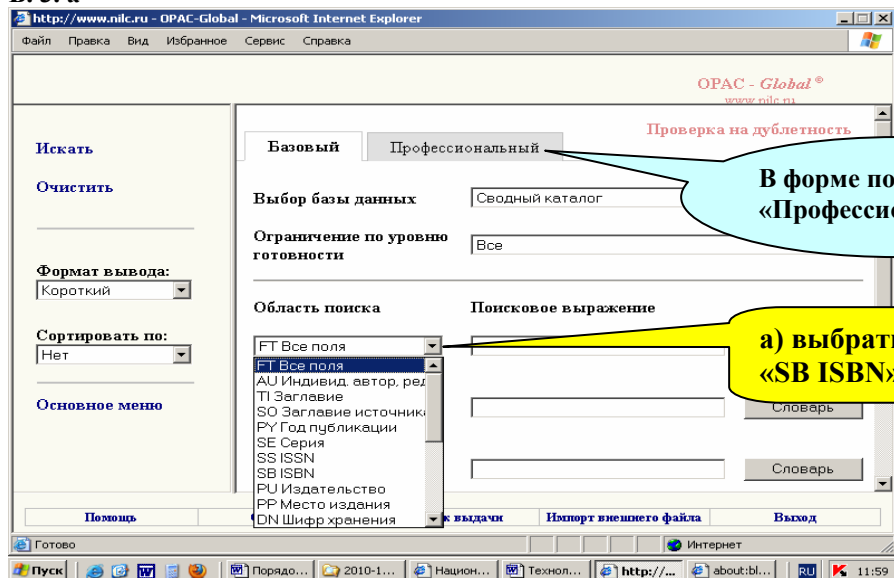 http://www.nilc.ru - OPAC-Global - Microsoft Internet Explorer
Файл Правка Вид Избранное Сервис Справка
OPAC - Global ®
www.nilc.ru
Проверка на дублетность
Искать
Очистить
Формат вывода:
Короткий
Сортировать по:
Нет
Основное меню
Базовый Профессиональный
В форме
«
Выбор базы данных Сводный каталог
Ограничение по уровню
готовности
Все
Область поиска Поисковое выражение
FT Все поля
а)
«SB ISBN»
FT Все поля
AU Индивид. автор,
TI Заглавие
SO Заглавие источника
PY Год публикации
SE Серия
SS ISSN
SB ISBN
PU Издательство
PP Место издания
DN Шифр хранения
Словарь
Словарь
Помощь выдачи Импорт внешнего файла Выход
Готово Интернет
Пуск Порядо... 2010-1... Национ... Технол... http://... about:bl... RU 11:59